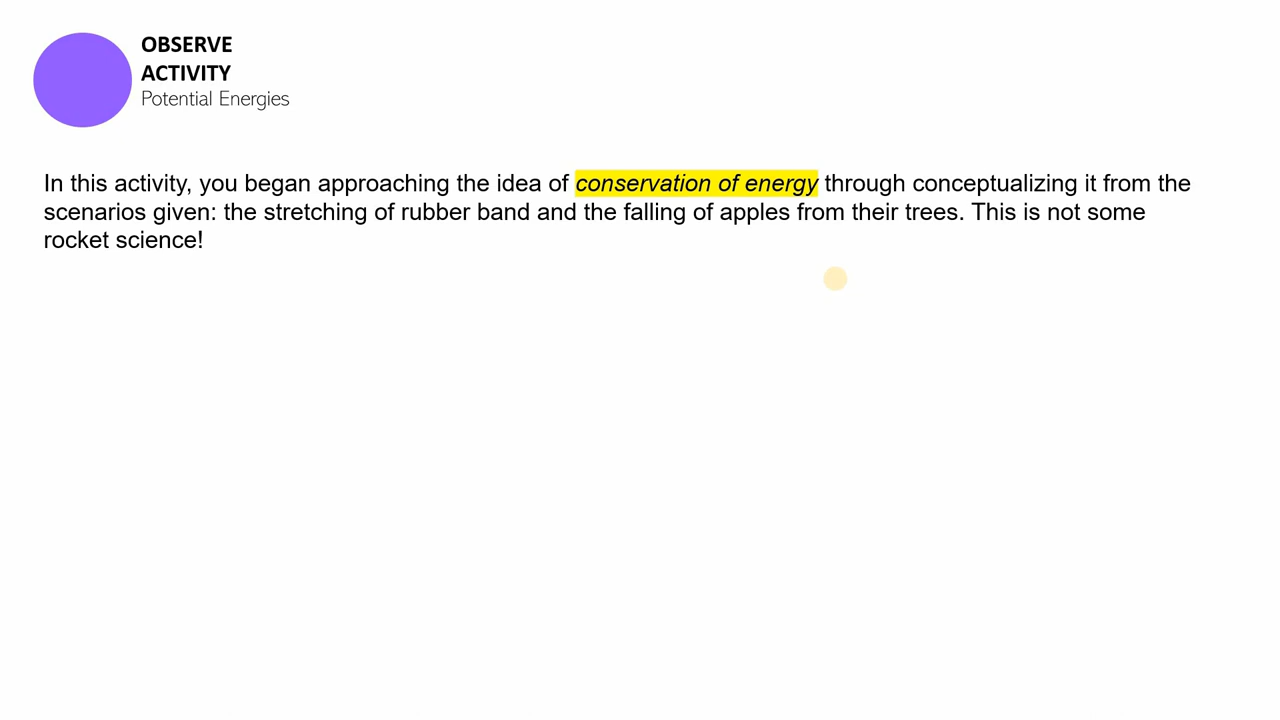 OBSERVE
ACTIVITY
Potential Energies
In this activity, you began approaching the idea of conservation of energy through conceptualizing it from the
scenarios given: the stretching of rubber band and the falling of apples from their trees. This is not some
rocket science!